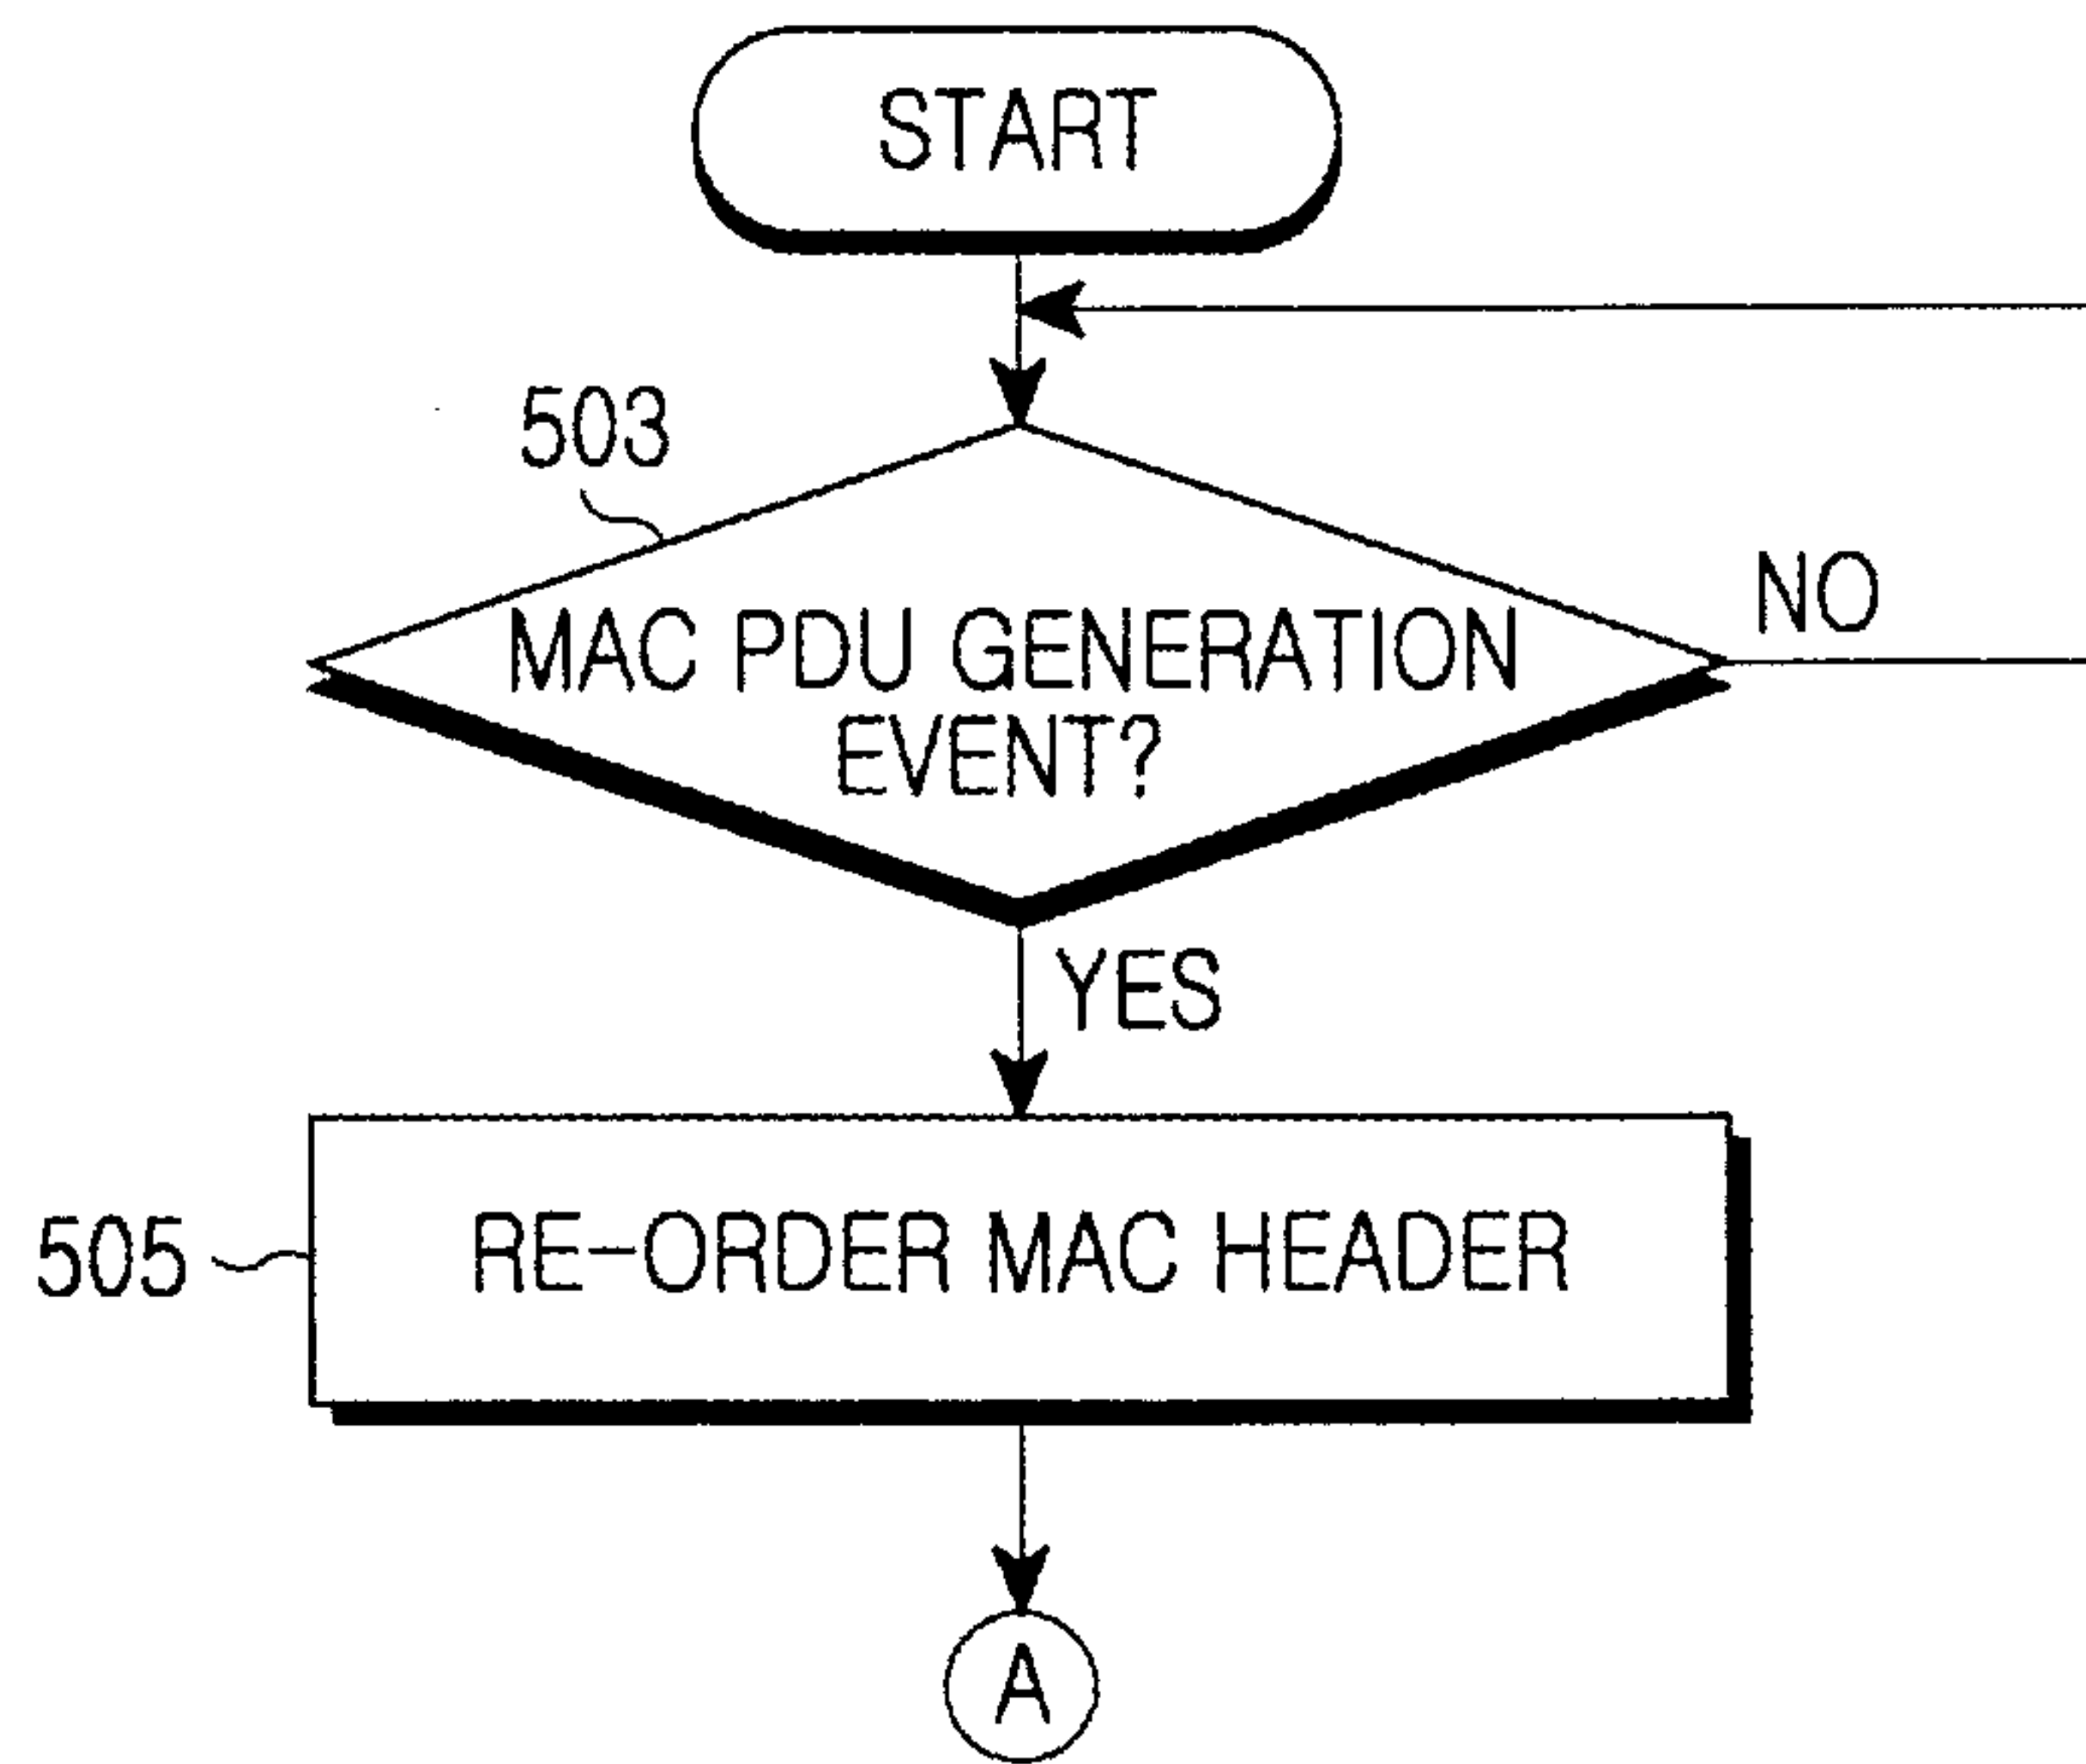 START
503
MAC PDU GENERATION
EVENT?
NO
YES
505
RE-ORDER MAC HEADER
A